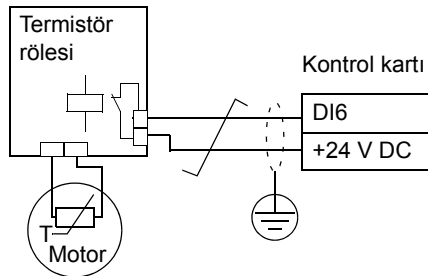 Termistör
rölesi
Kontrol kartı
DI6
+24 V DC
T
Motor